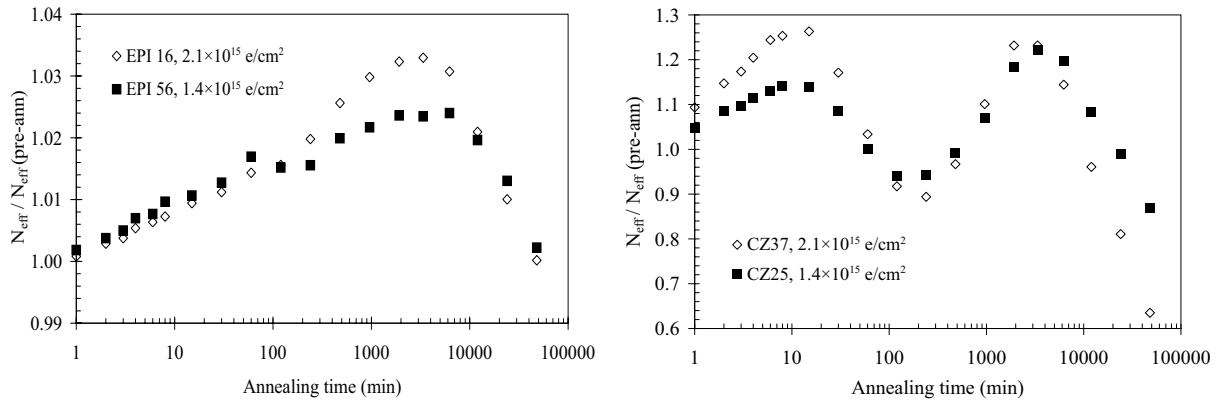 1.04
1.03
1.02
1.01
1.00
0.99
N_eff / N_eff (pre-ann)
◇ EPI 16, 2.1×10¹⁵ e/cm²
■ EPI 56, 1.4×10¹⁵ e/cm²
1 10 100 1000 10000 100000
Annealing time (min)
1.3
1.2
1.1
1.0
0.9
0.8
0.7
0.6
N_eff / N_eff (pre-ann)
◇ CZ37, 2.1×10¹⁵ e/cm²
■ CZ25, 1.4×10¹⁵ e/cm²
1 10 100 1000 10000 100000
Annealing time (min)